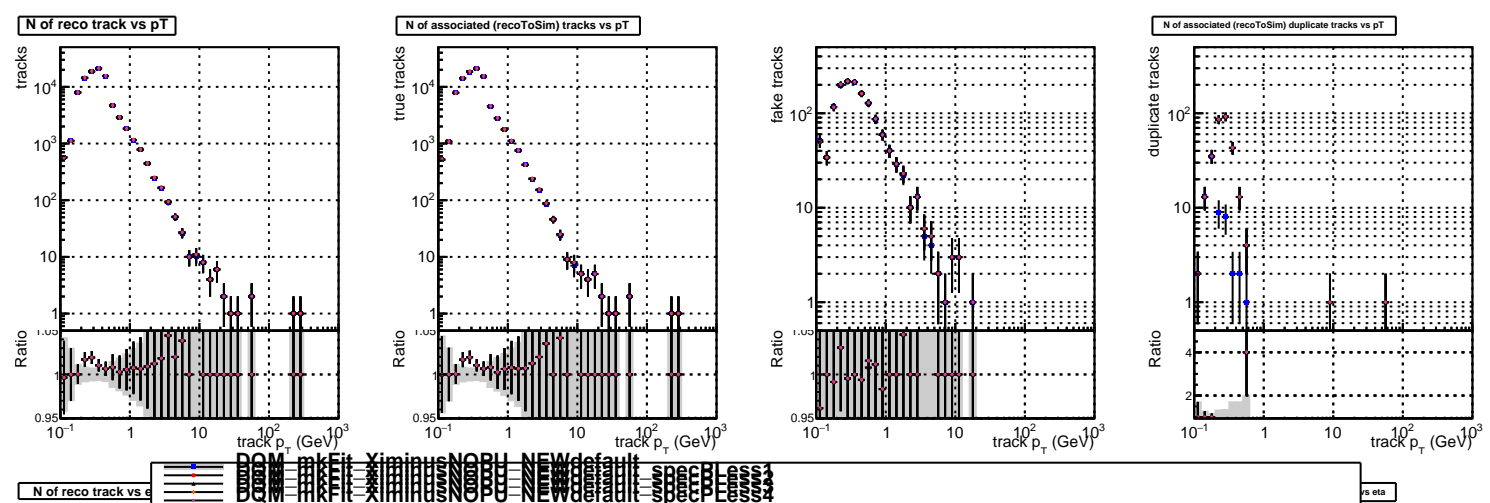 N of reco track vs pT
N of associated (recoToSim) tracks vs pT
N of associated (recoToSim) duplicate tracks vs pT
tracks
10^4
10^3
10^2
10
1
Ratio
1.05
1
0.95
10^-1 1 10 10^2 10^3
track p_T (GeV)
true tracks
10^4
10^3
10^2
10
1
Ratio
1.05
1
0.95
10^-1 1 10 10^2 10^3
track p_T (GeV)
fake tracks
10^2
10
1
Ratio
1.05
1
0.95
10^-1 1 10 10^2 10^3
track p_T (GeV)
duplicate tracks
10^2
10
1
Ratio
4
2
10^-1 1 10 10^2 10^3
track p_T (GeV)
DQM_mkFit_XiminusNOPU_NEWdefault
DQM_mkFit_XiminusNOPU_NEWdefault_specPLess1
DQM_mkFit_XiminusNOPU_NEWdefault_specPLess4
N of reco track vs e
vs eta